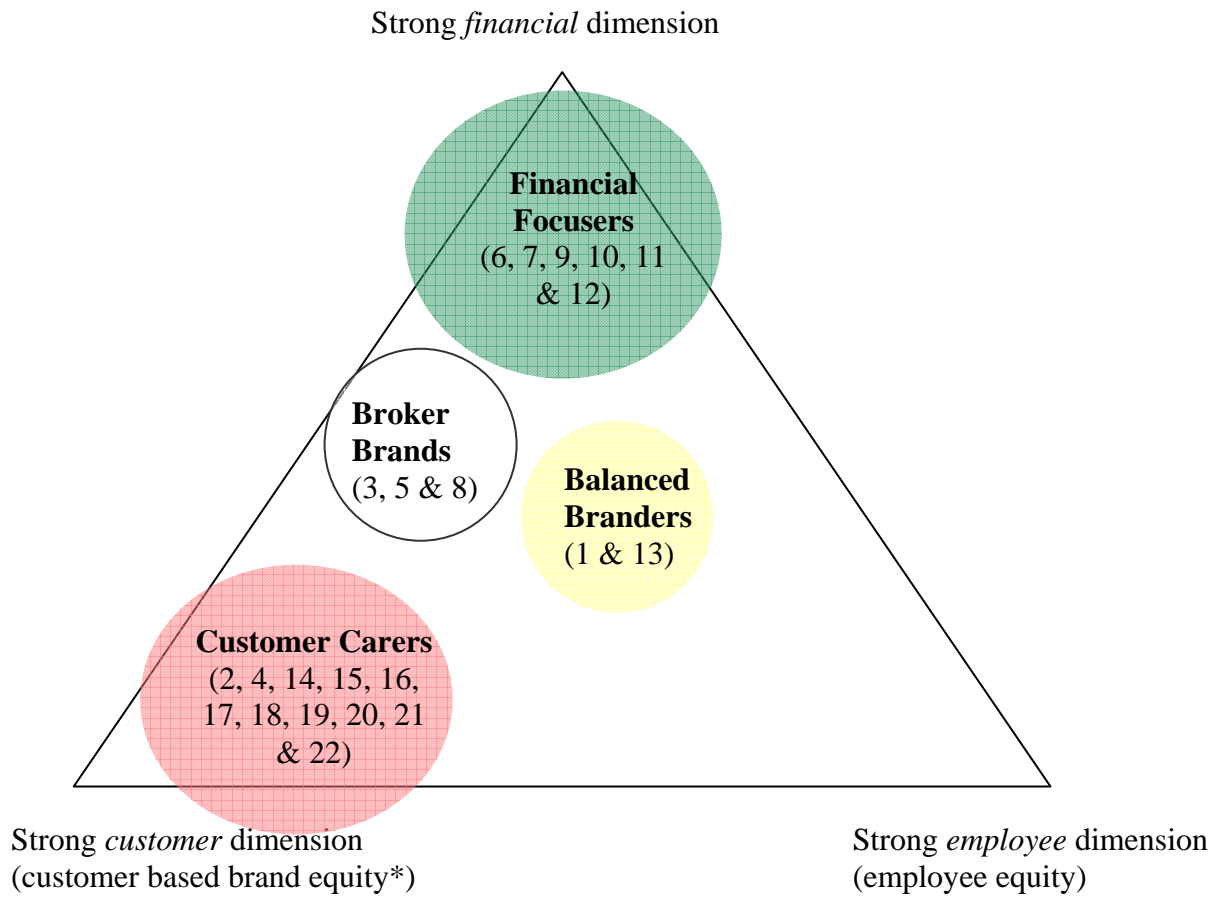 Strong financial dimension
Financial
Focusers
(6, 7, 9, 10, 11
& 12)
Broker
Brands
(3, 5 & 8)
Balanced
Branders
(1 & 13)
Customer Carers
(2, 4, 14, 15, 16,
17, 18, 19, 20, 21
& 22)
Strong customer dimension
(customer based brand equity*)
Strong employee dimension
(employee equity)